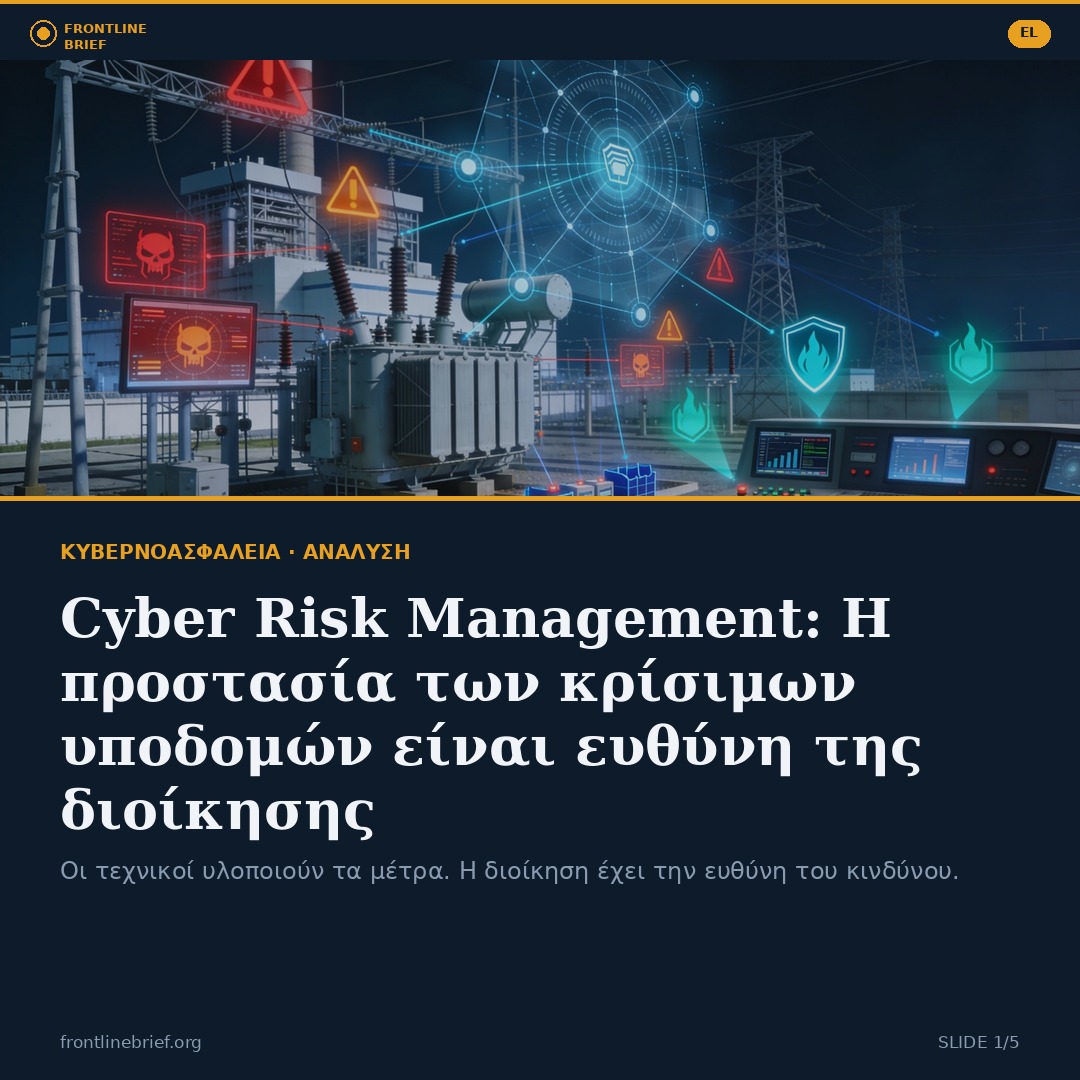 FRONTLINE
BRIEF
EL
ΚΥΒΕΡΝΟΑΣΦΑΛΕΙΑ · ΑΝΑΛΥΣΗ
Cyber Risk Management: Η
προστασία των κρίσιμων
υποδομών είναι ευθύνη της
διοίκησης
Οι τεχνικοί υλοποιούν τα μέτρα. Η διοίκηση έχει την ευθύνη του κινδύνου.
frontlinebrief.org
SLIDE 1/5